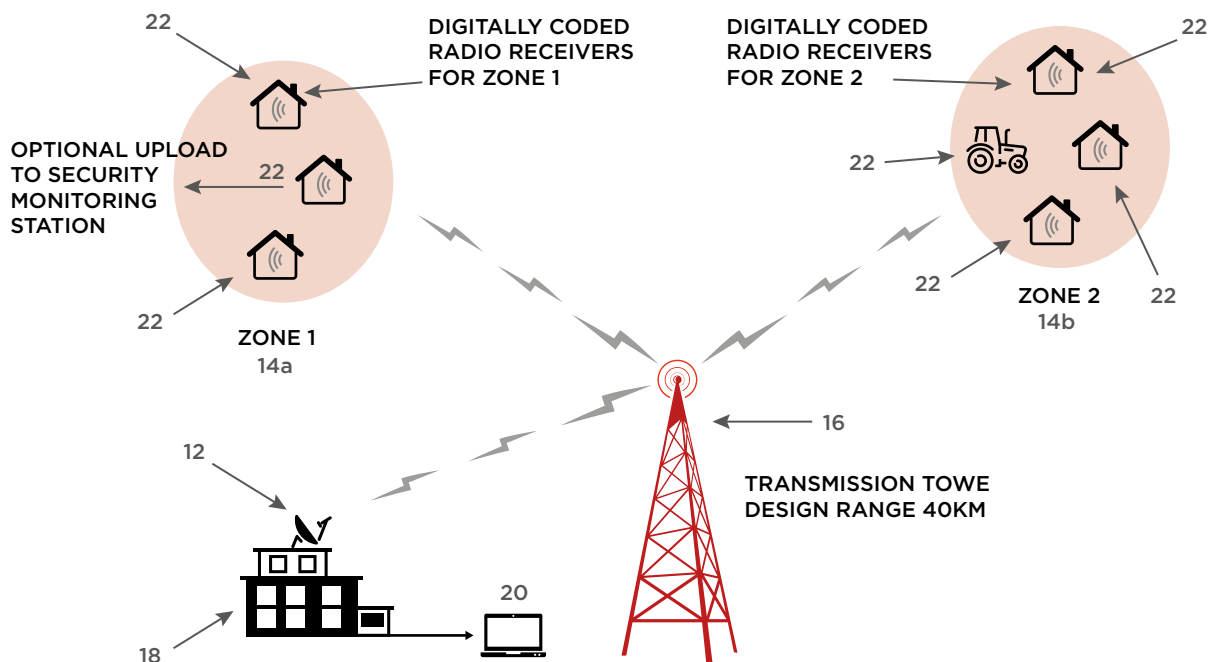 22
DIGITALLY CODED
RADIO RECEIVERS
FOR ZONE 1
DIGITALLY CODED
RADIO RECEIVERS
FOR ZONE 2
22
OPTIONAL UPLOAD
TO SECURITY
MONITORING
STATION
22
22
22
22
22
ZONE 1
14a
ZONE 2
14b
22
16
12
TRANSMISSION TOWE
DESIGN RANGE 40KM
20
18